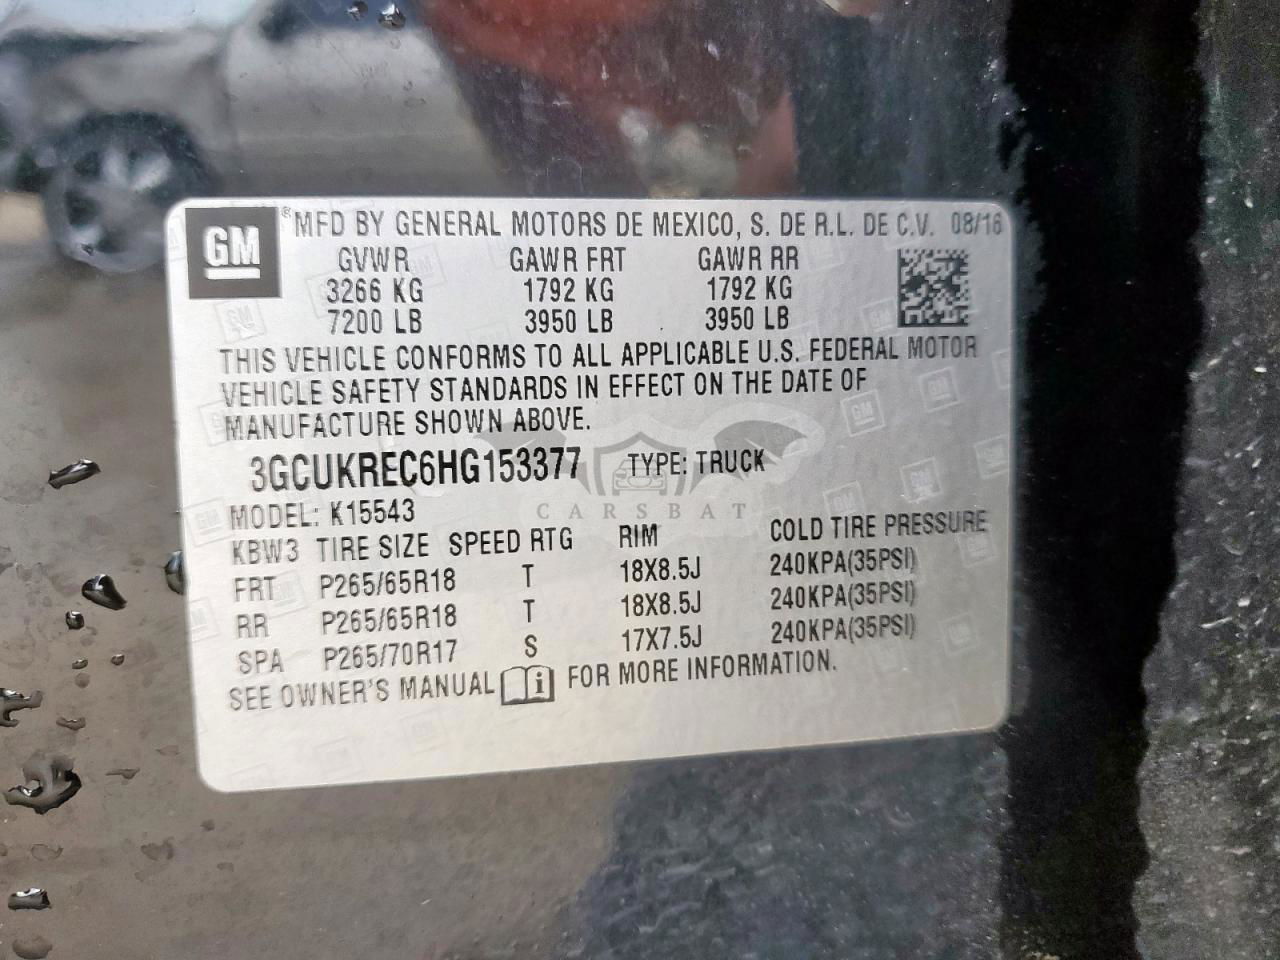 GM
® MFD BY GENERAL MOTORS DE MEXICO, S. DE R.L. DE C.V. 08/16
GVWR GAWR FRT GAWR RR
3266 KG 1792 KG 1792 KG
7200 LB 3950 LB 3950 LB
THIS VEHICLE CONFORMS TO ALL APPLICABLE U.S. FEDERAL MOTOR
VEHICLE SAFETY STANDARDS IN EFFECT ON THE DATE OF
MANUFACTURE SHOWN ABOVE.
3GCUKREC6HG153377 TYPE: TRUCK
CARSBAT
MODEL: K15543
KBW3 TIRE SIZE SPEED RTG RIM COLD TIRE PRESSURE
FRT P265/65R18 T 18X8.5J 240KPA(35PSI)
RR P265/65R18 T 18X8.5J 240KPA(35PSI)
SPA P265/70R17 S 17X7.5J 240KPA(35PSI)
SEE OWNER'S MANUAL i FOR MORE INFORMATION.